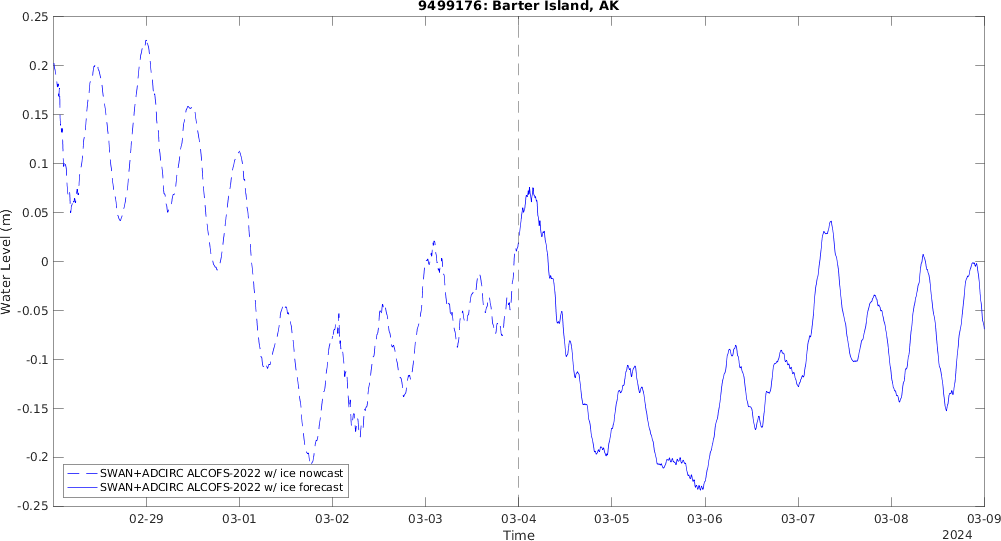 9499176: Barter Island, AK
0.25
0.2
0.15
0.1
0.05
0
-0.05
-0.1
-0.15
-0.2
-0.25
Water Level (m)
SWAN+ADCIRC ALCOFS-2022 w/ ice nowcast
SWAN+ADCIRC ALCOFS-2022 w/ ice forecast
02-29 03-01 03-02 03-03 03-04 03-05 03-06 03-07 03-08 03-09
Time
2024